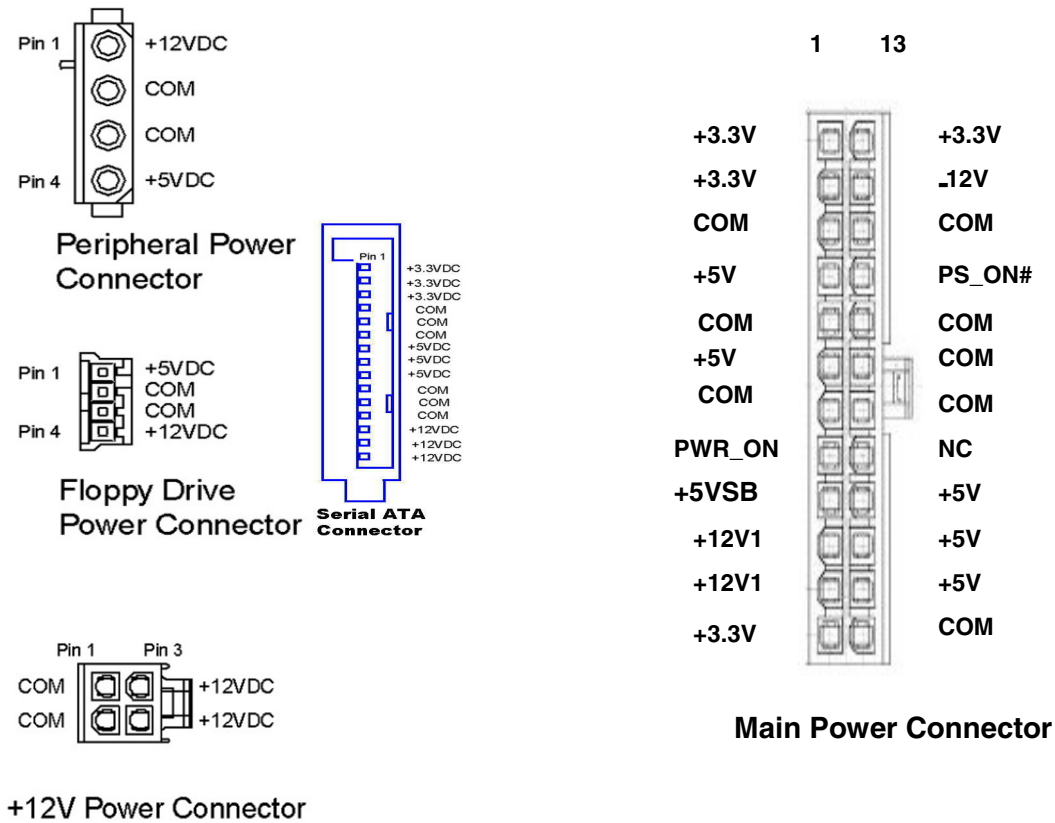 Pin 1 +12VDC
COM
COM
Pin 4 +5VDC
Peripheral Power
Connector
Pin 1 +5VDC
COM
COM
Pin 4 +12VDC
Floppy Drive
Power Connector
Pin 1
+3.3VDC
+3.3VDC
+3.3VDC
COM
COM
COM
+5VDC
+5VDC
+5VDC
COM
COM
COM
+12VDC
+12VDC
+12VDC
Serial ATA
Connector
Pin 1 Pin 3
COM +12VDC
COM +12VDC
+12V Power Connector
1 13
+3.3V +3.3V
+3.3V -12V
COM COM
+5V PS_ON#
COM COM
+5V COM
COM COM
PWR_ON NC
+5VSB +5V
+12V1 +5V
+12V1 +5V
+3.3V COM
Main Power Connector